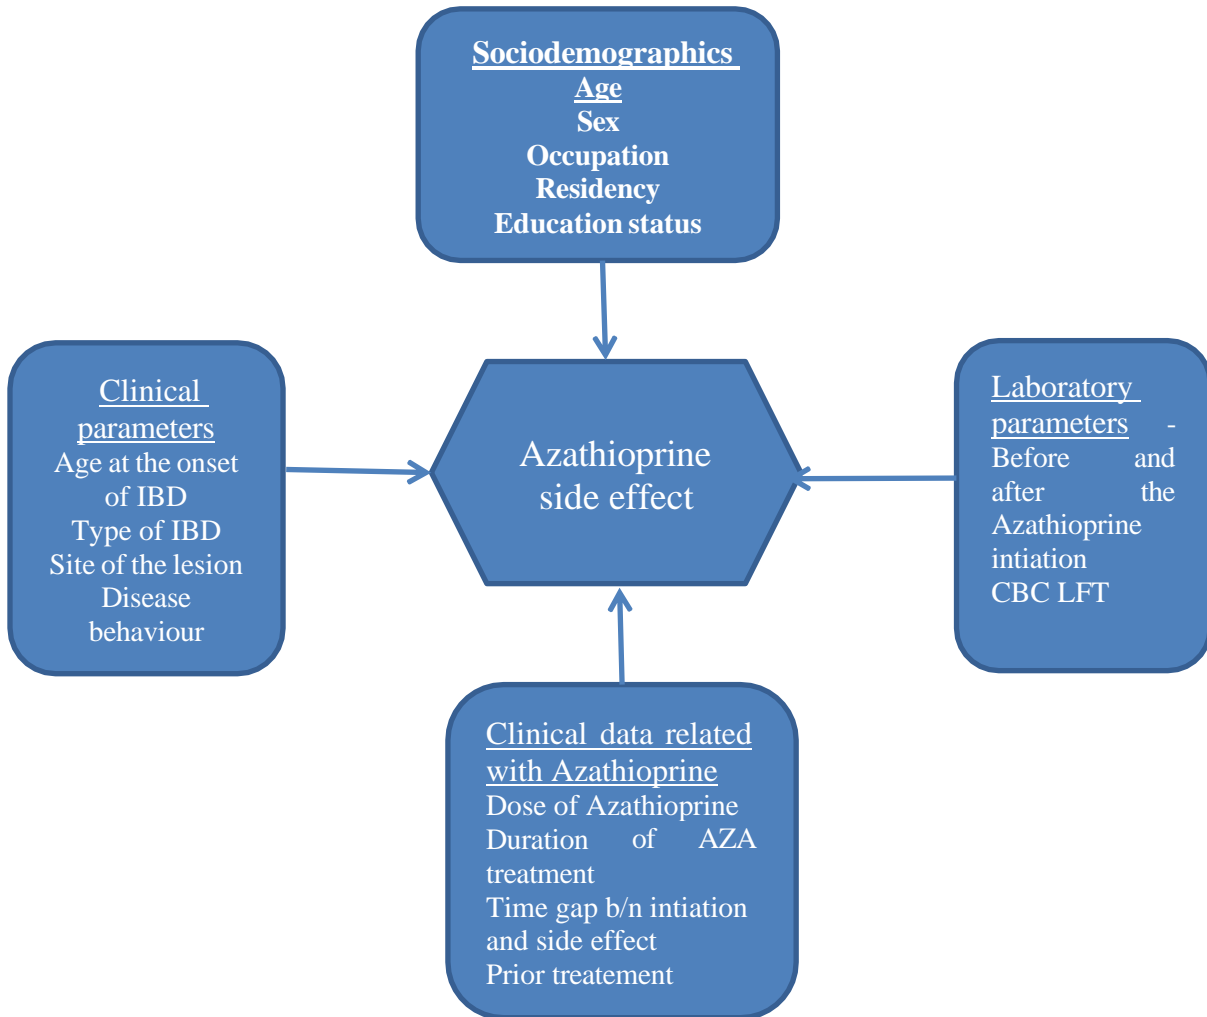 Sociodemographics
Age
Sex
Occupation
Residency
Education status
Clinical
parameters
Age at the onset
of IBD
Type of IBD
Site of the lesion
Disease
behaviour
Azathioprine
side effect
Laboratory
parameters -
Before and
after the
Azathioprine
intiation
CBC LFT
Clinical data related
with Azathioprine
Dose of Azathioprine
Duration of AZA
treatment
Time gap b/n intiation
and side effect
Prior treatement